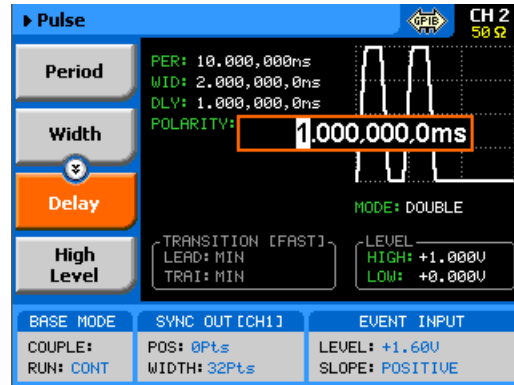 Pulse
GPIB
CH 2
50 Ω
Period
Width
Delay
High
Level
PER: 10.000,000ms
WID: 2.000,000,0ms
DLY: 1.000,000,0ms
POLARITY:
1.000,000,0ms
MODE: DOUBLE
TRANSITION [FAST]
LEAD: MIN
TRAI: MIN
LEVEL
HIGH: +1.000V
LOW: +0.000V
BASE MODE
COUPLE:
RUN: CONT
SYNC OUT [CH1]
POS: 0Pts
WIDTH: 32Pts
EVENT INPUT
LEVEL: +1.60V
SLOPE: POSITIVE